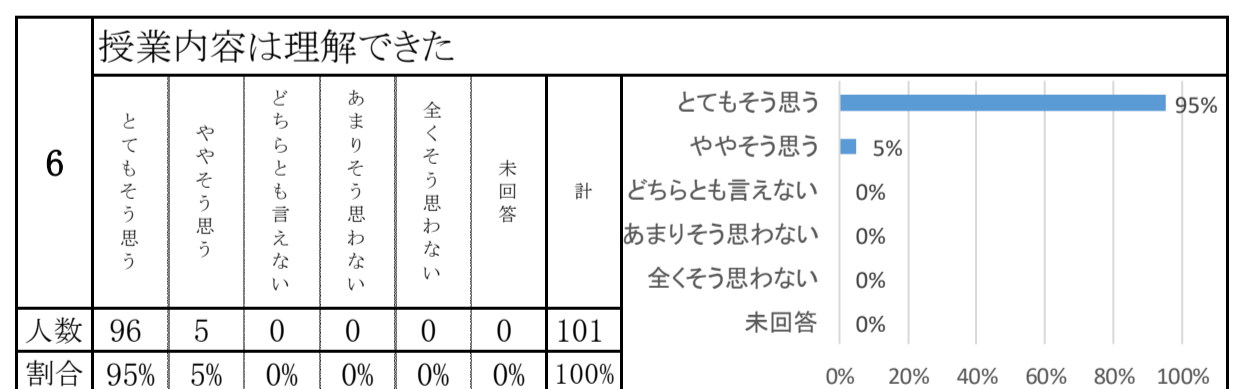 6
授業内容は理解できた
とてもそう思う
ややそう思う
どちらとも言えない
あまりそう思わない
全くそう思わない
未回答
計
人数 96 5 0 0 0 0 101
割合 95% 5% 0% 0% 0% 0% 100%
とてもそう思う 95%
ややそう思う 5%
どちらとも言えない 0%
あまりそう思わない 0%
全くそう思わない 0%
未回答 0%
0% 20% 40% 60% 80% 100%